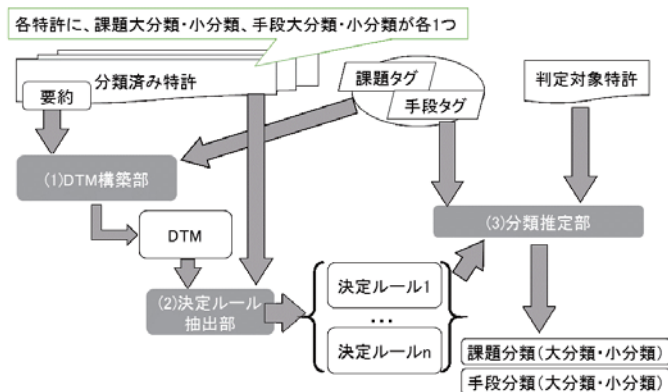 各特許に、課題大分類・小分類、手段大分類・小分類が各1つ
分類済み特許
要約
課題タグ
手段タグ
判定対象特許
(1)DTM構築部
(3)分類推定部
DTM
(2)決定ルール
抽出部
決定ルール1
...
決定ルールn
課題分類(大分類・小分類)
手段分類(大分類・小分類)